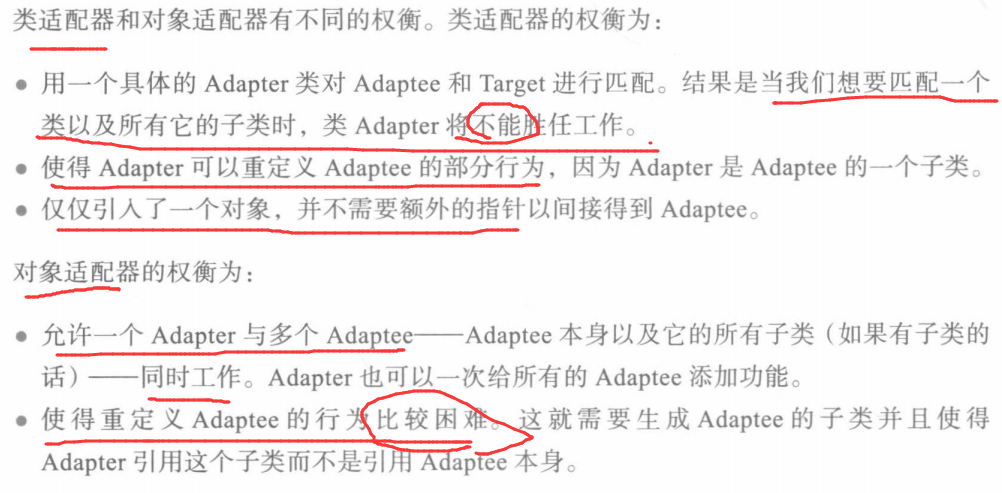 类适配器和对象适配器有不同的权衡。类适配器的权衡为：
● 用一个具体的 Adapter 类对 Adaptee 和 Target 进行匹配。结果是当我们想要匹配一个
类以及所有它的子类时，类 Adapter 将不能胜任工作。
● 使得 Adapter 可以重定义 Adaptee 的部分行为，因为 Adapter 是 Adaptee 的一个子类。
● 仅仅引入了一个对象，并不需要额外的指针以间接得到 Adaptee。
对象适配器的权衡为：
● 允许一个 Adapter 与多个 Adaptee——Adaptee 本身以及它的所有子类（如果有子类的
话）——同时工作。Adapter 也可以一次给所有的 Adaptee 添加功能。
● 使得重定义 Adaptee 的行为比较困难。这就需要生成 Adaptee 的子类并且使得
Adapter 引用这个子类而不是引用 Adaptee 本身。